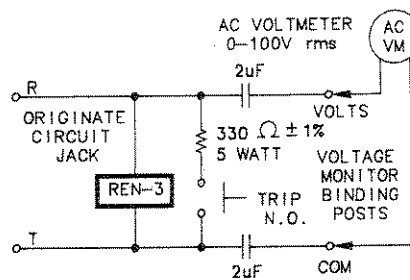 AC VOLTMETER
0-100V rms
AC
VM
2uF
R
VOLTS
ORIGINATE
CIRCUIT
JACK
330 Ω ±1%
5 WATT
VOLTAGE
MONITOR
BINDING
POSTS
REN-3
TRIP
N.O.
T
2uF
COM